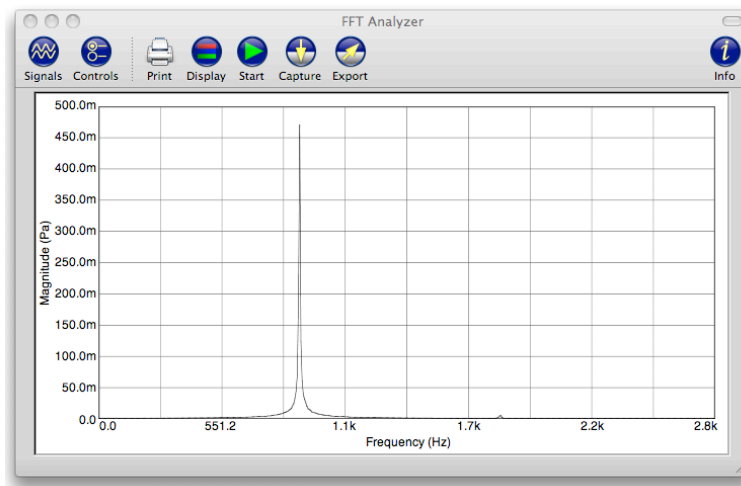 FFT Analyzer
Signals Controls Print Display Start Capture Export Info
500.0m
450.0m
400.0m
350.0m
300.0m
250.0m
200.0m
150.0m
100.0m
50.0m
0.0
Magnitude (Pa)
0.0 551.2 1.1k 1.7k 2.2k 2.8k
Frequency (Hz)